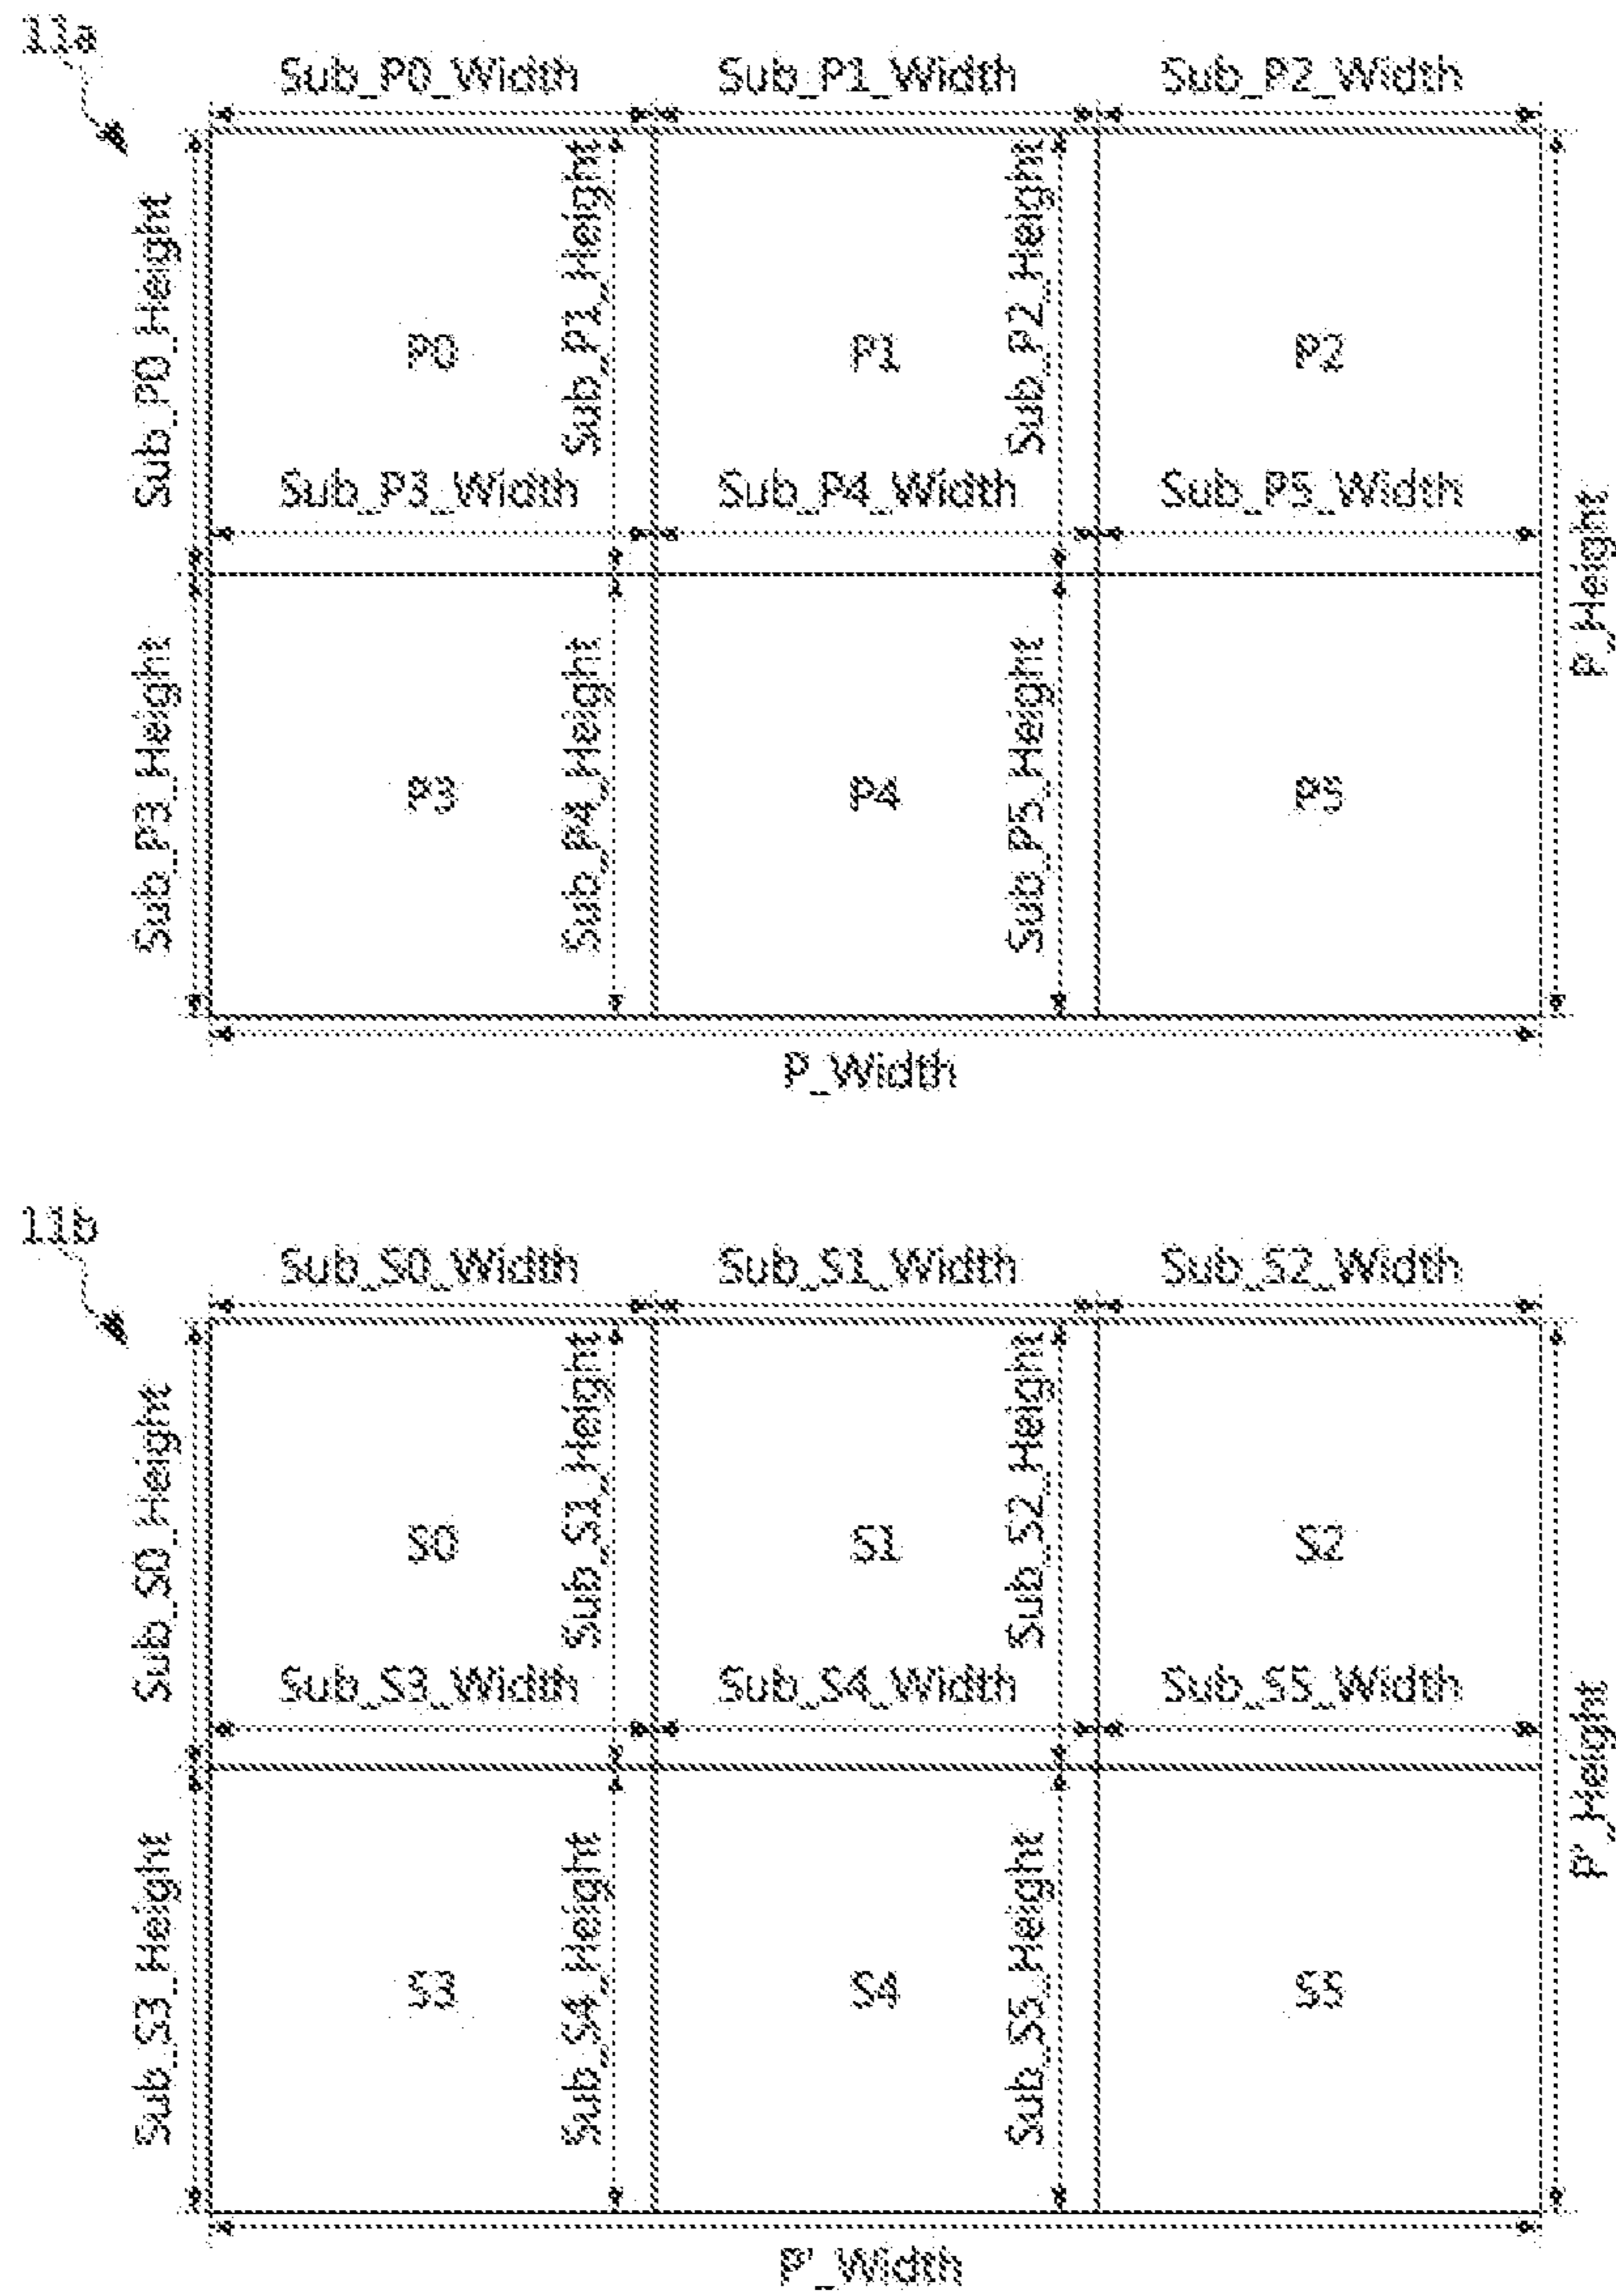 11a
Sub_P0_Width Sub_P1_Width Sub_P2_Width
Sub_P0_Height
Sub_P1_Height
Sub_P2_Height
P0 P1 P2
Sub_P3_Width Sub_P4_Width Sub_P5_Width
P_Height
Sub_P3_Height
Sub_P4_Height
Sub_P5_Height
P3 P4 P5
P_Width
11b
Sub_S0_Width Sub_S1_Width Sub_S2_Width
Sub_S0_Height
Sub_S1_Height
Sub_S2_Height
S0 S1 S2
Sub_S3_Width Sub_S4_Width Sub_S5_Width
P'_Height
Sub_S3_Height
Sub_S4_Height
Sub_S5_Height
S3 S4 S5
P'_Width